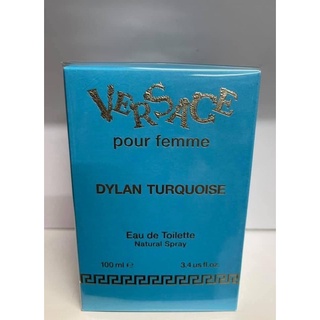 VERSACE
pour femme
DYLAN TURQUOISE
Eau de Toilette
Natural Spray
100 ml ℮ 3.4 us fl.oz.